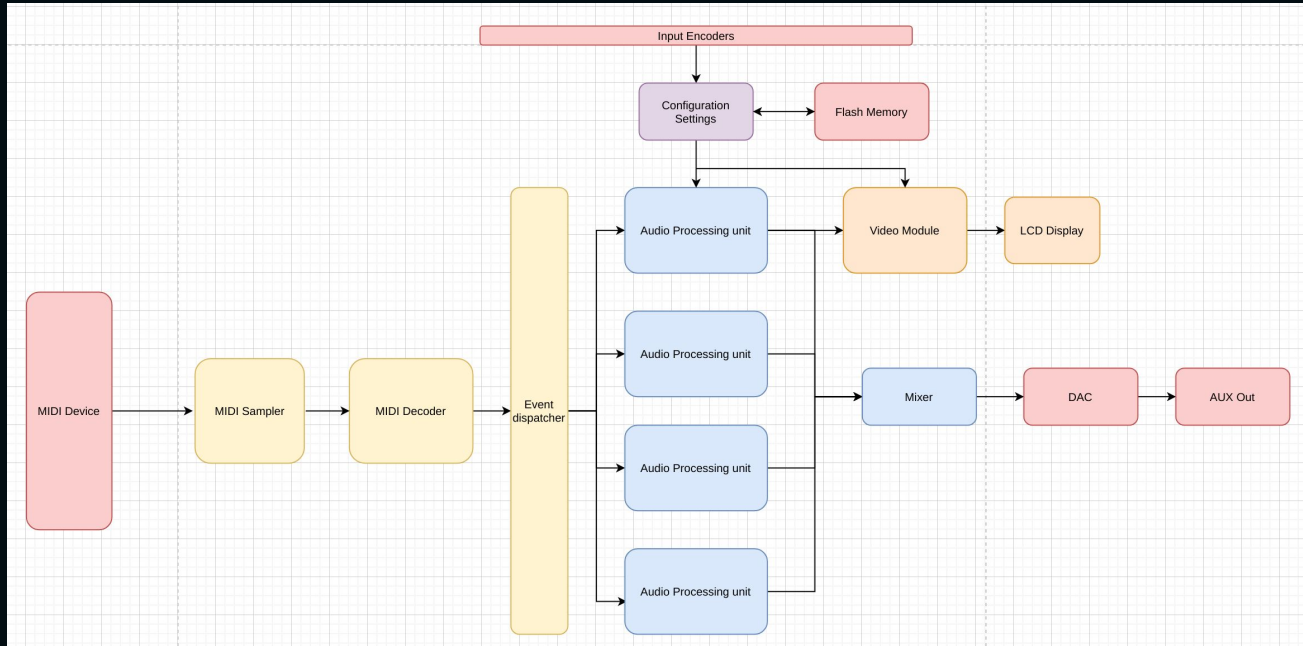 Input Encoders
Configuration
Settings
Flash Memory
Audio Processing unit
Video Module
LCD Display
Audio Processing unit
MIDI Device
MIDI Sampler
MIDI Decoder
Event
dispatcher
Mixer
DAC
AUX Out
Audio Processing unit
Audio Processing unit